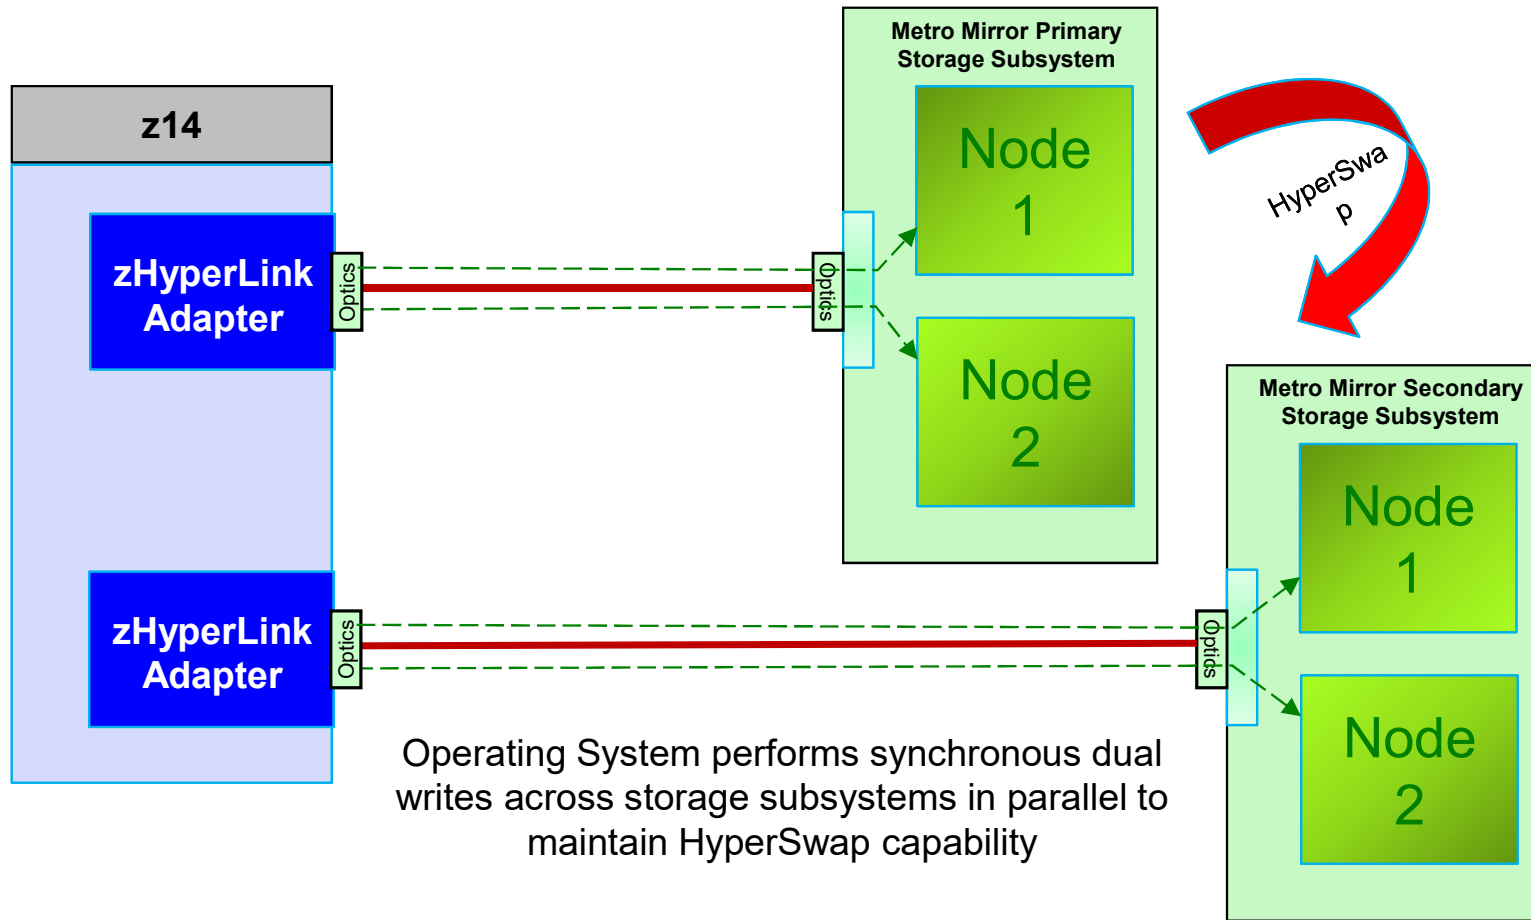 Metro Mirror Primary
Storage Subsystem
z14
Node
1
HyperSwa
p
zHyperLink
Adapter
Optics
Optics
Node
2
Metro Mirror Secondary
Storage Subsystem
Node
1
zHyperLink
Adapter
Optics
Optics
Node
2
Operating System performs synchronous dual
writes across storage subsystems in parallel to
maintain HyperSwap capability